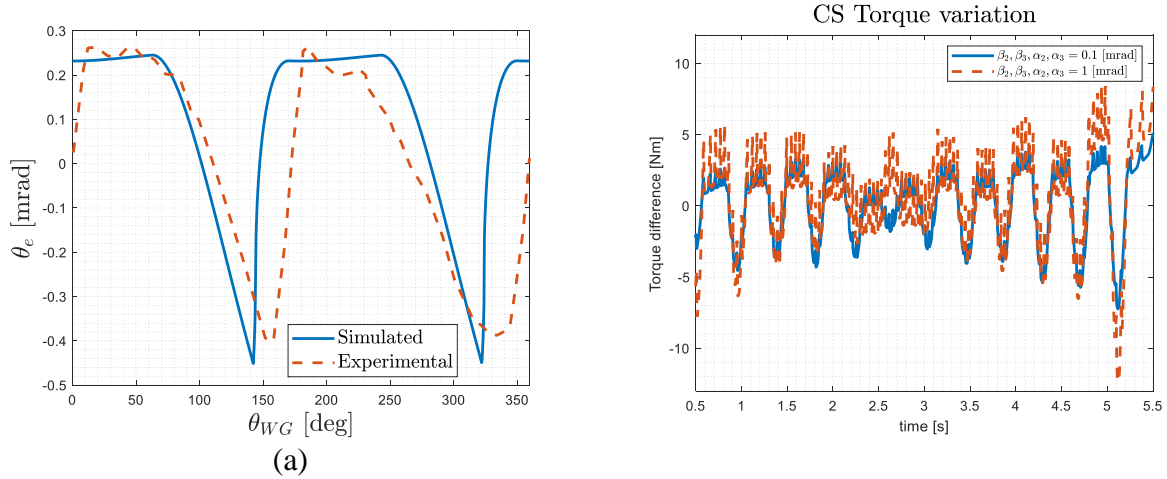 0.3
0.2
0.1
0
-0.1
-0.2
-0.3
-0.4
-0.5
θ_e [mrad]
Simulated
Experimental
0 50 100 150 200 250 300 350
θ_WG [deg]
(a)
CS Torque variation
β₂, β₃, α₂, α₃ = 0.1 [mrad]
β₂, β₃, α₂, α₃ = 1 [mrad]
10
5
0
-5
-10
Torque difference [Nm]
0.5 1 1.5 2 2.5 3 3.5 4 4.5 5 5.5
time [s]